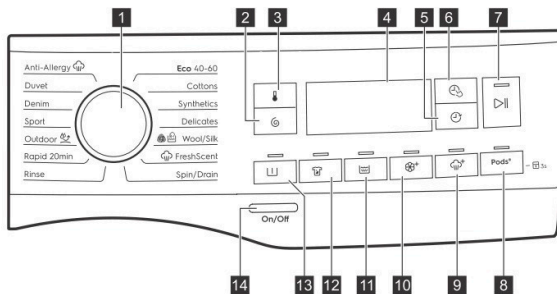 1
2
3
4
5
6
7
Anti-Allergy
Duvet
Denim
Sport
Outdoor
Rapid 20min
Rinse
Eco 40-60
Cottons
Synthetics
Delicates
Wool/Silk
FreshScent
Spin/Drain
Pods+
3s
On/Off
14
13
12
11
10
9
8